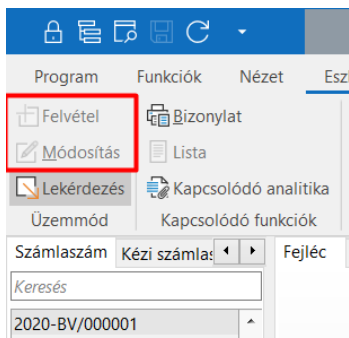 Program Funkciók Nézet Esz
Felvétel Bizonylat
Módosítás Lista
Lekérdezés Kapcsolódó analitika
Üzemmód Kapcsolódó funkciók
Számlaszám Kézi számlas Fejléc
Keresés
2020-BV/000001